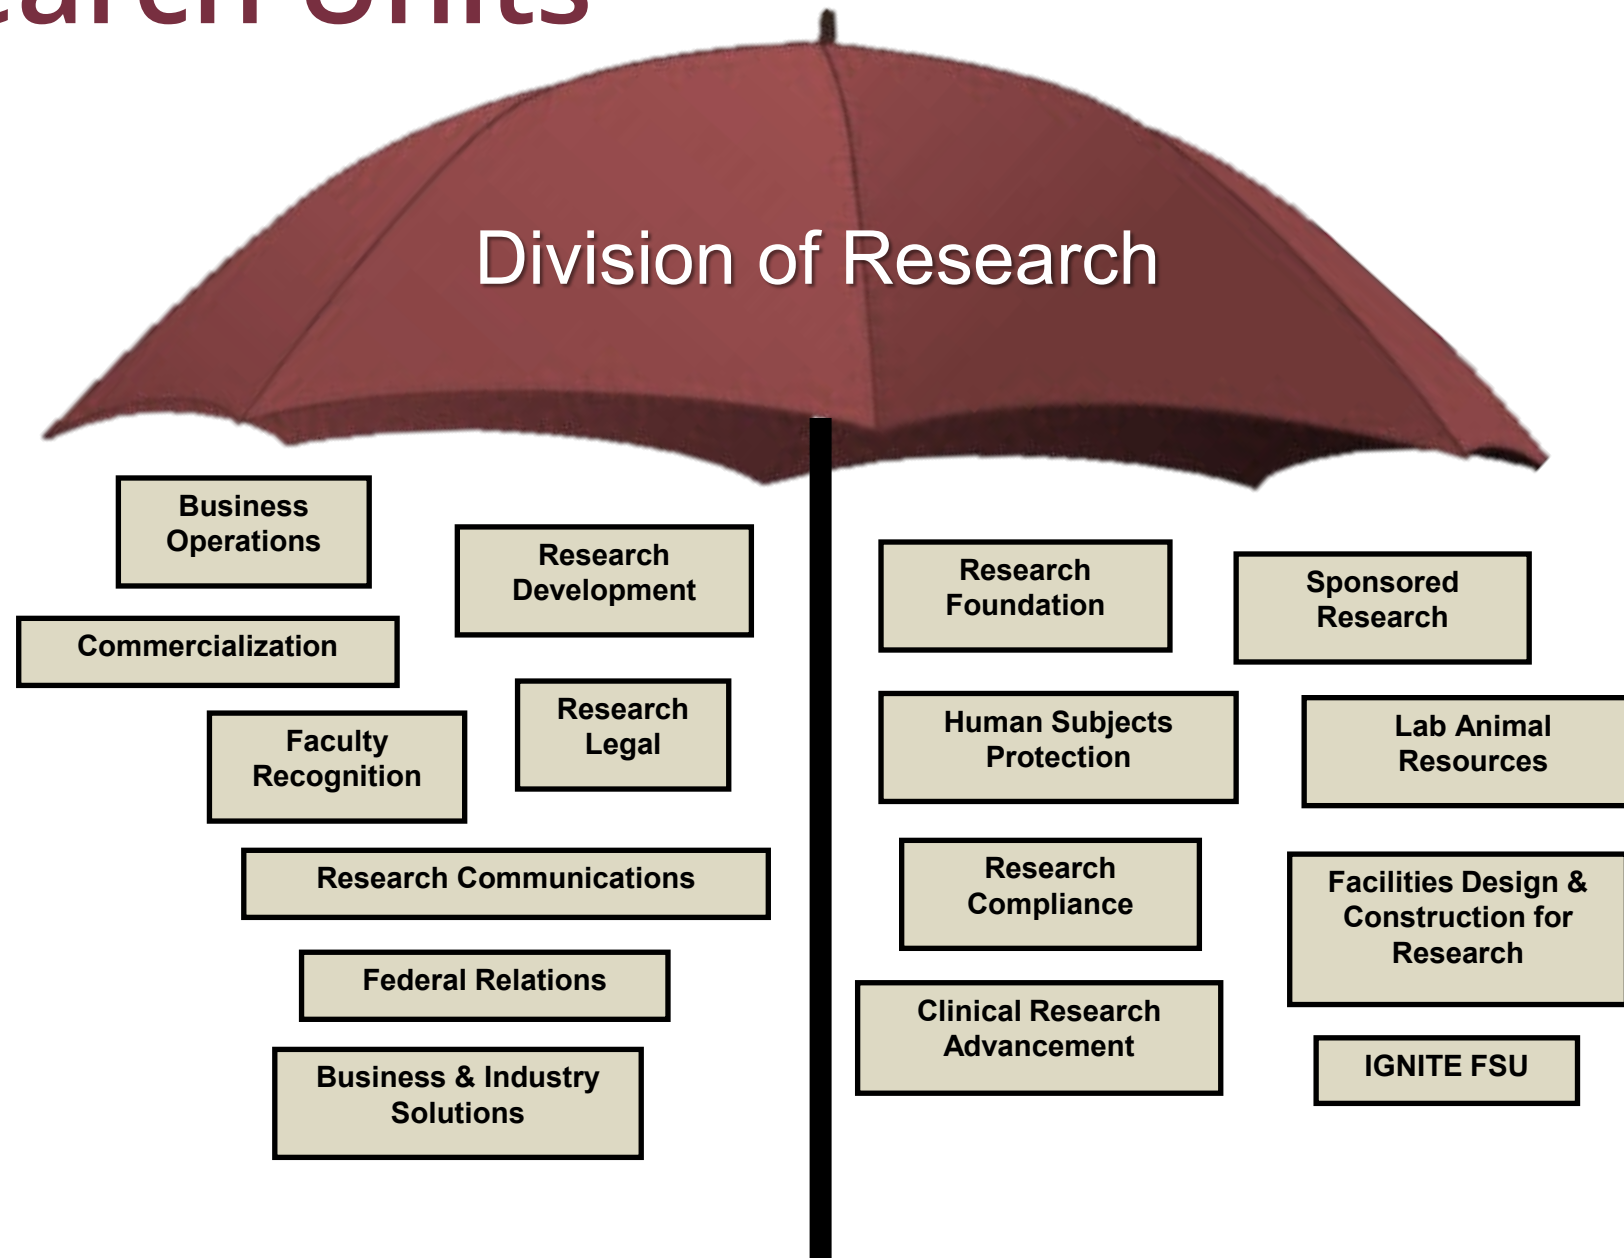 Units
Division of Research
Business
Operations
Research
Development
Commercialization
Research
Legal
Faculty
Recognition
Research Communications
Federal Relations
Business & Industry
Solutions
Research
Foundation
Sponsored
Research
Human Subjects
Protection
Lab Animal
Resources
Research
Compliance
Facilities Design &
Construction for
Research
Clinical Research
Advancement
IGNITE FSU